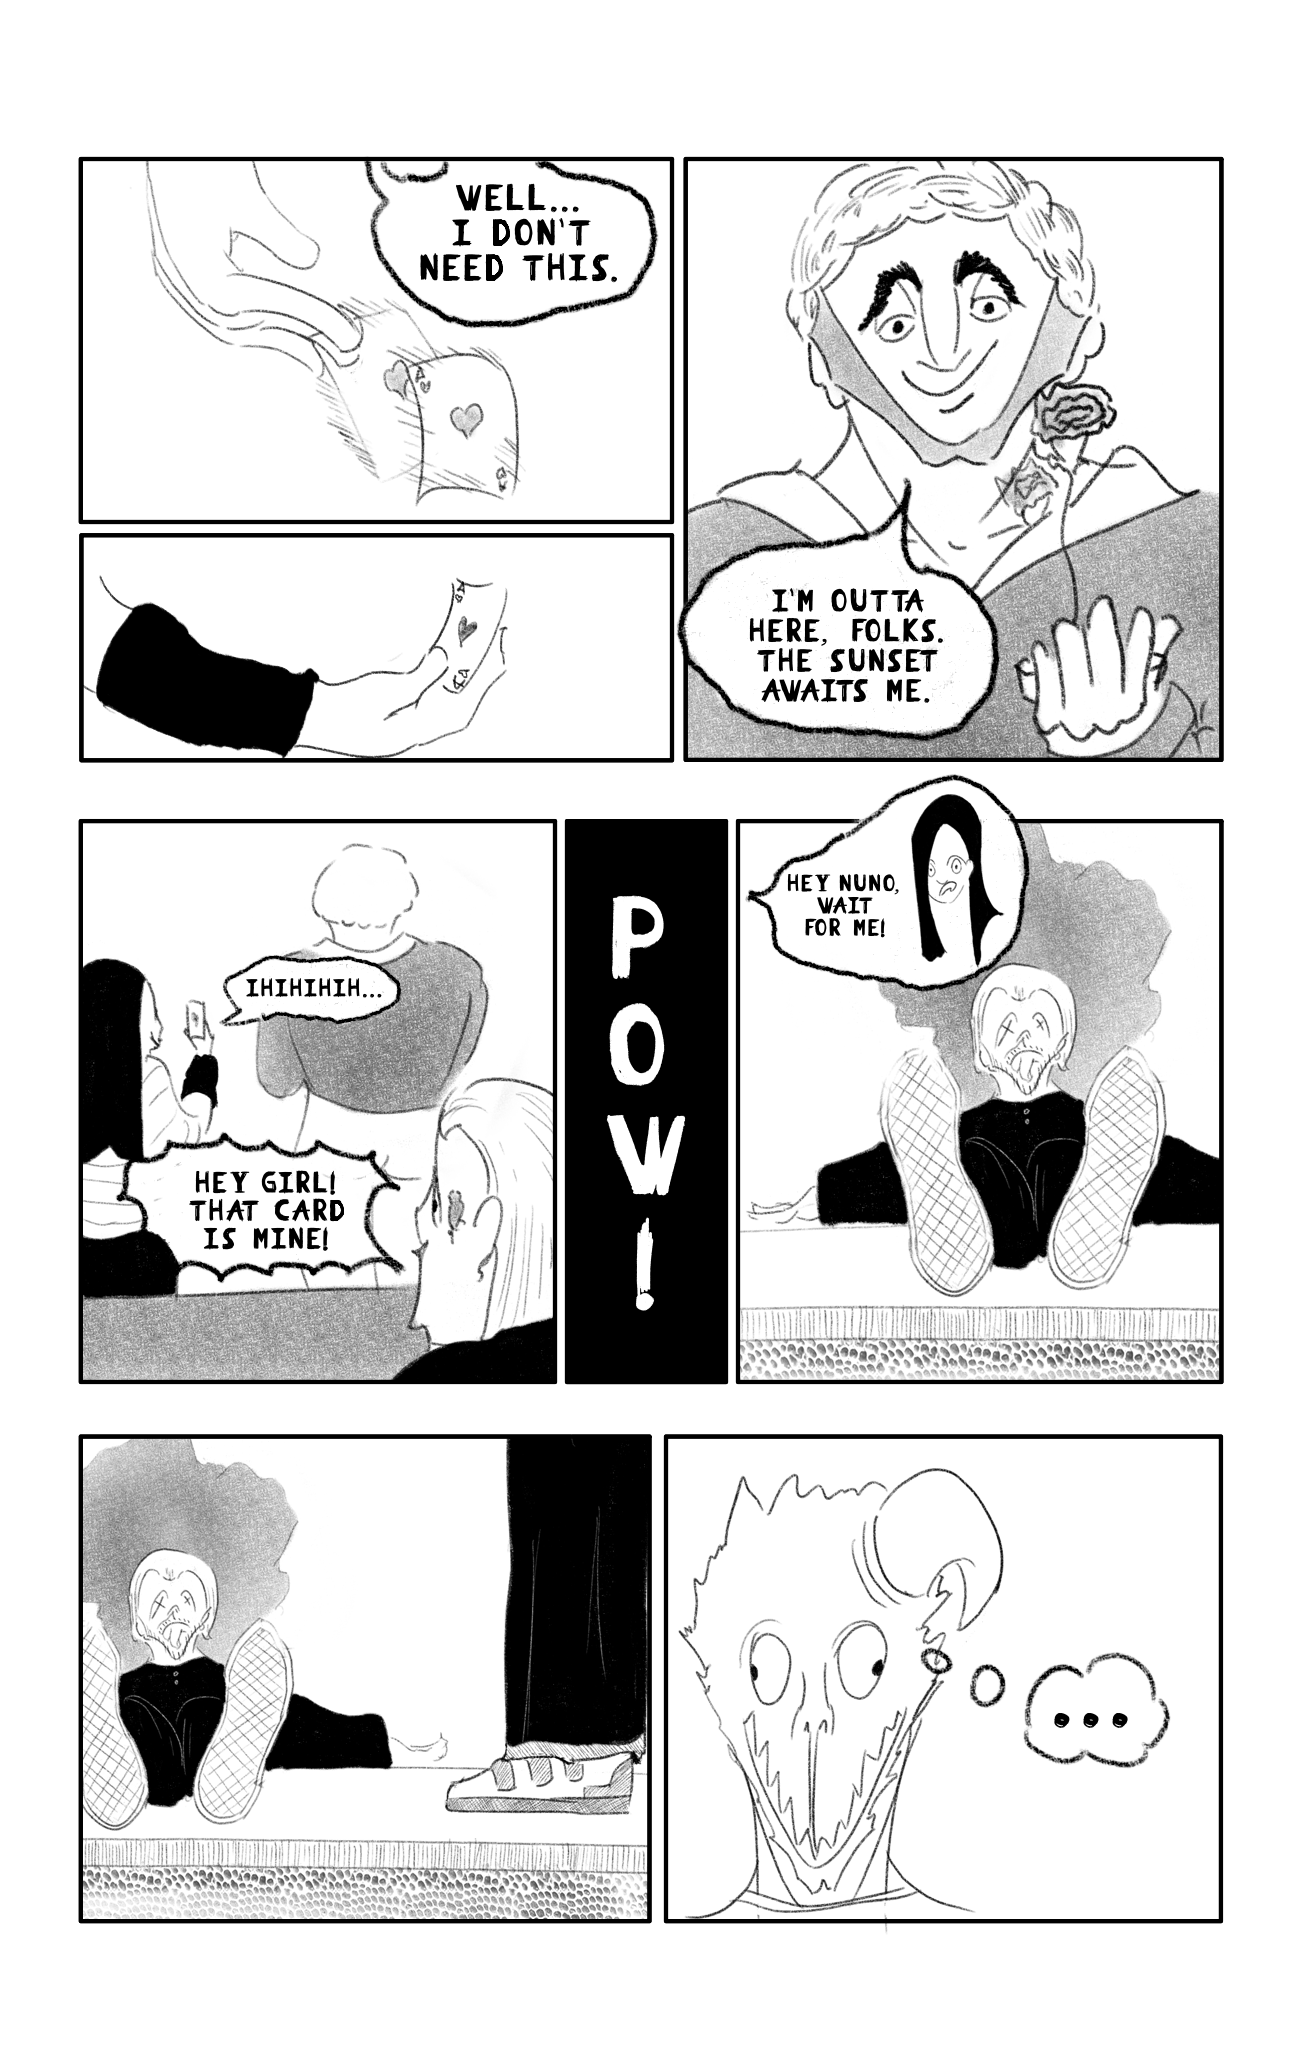 WELL...
I DON'T
NEED THIS.
I'M OUTTA
HERE, FOLKS.
THE SUNSET
AWAITS ME.
IHIHIHIH...
HEY GIRL!
THAT CARD
IS MINE!
POW!
HEY NUNO,
WAIT
FOR ME!
...